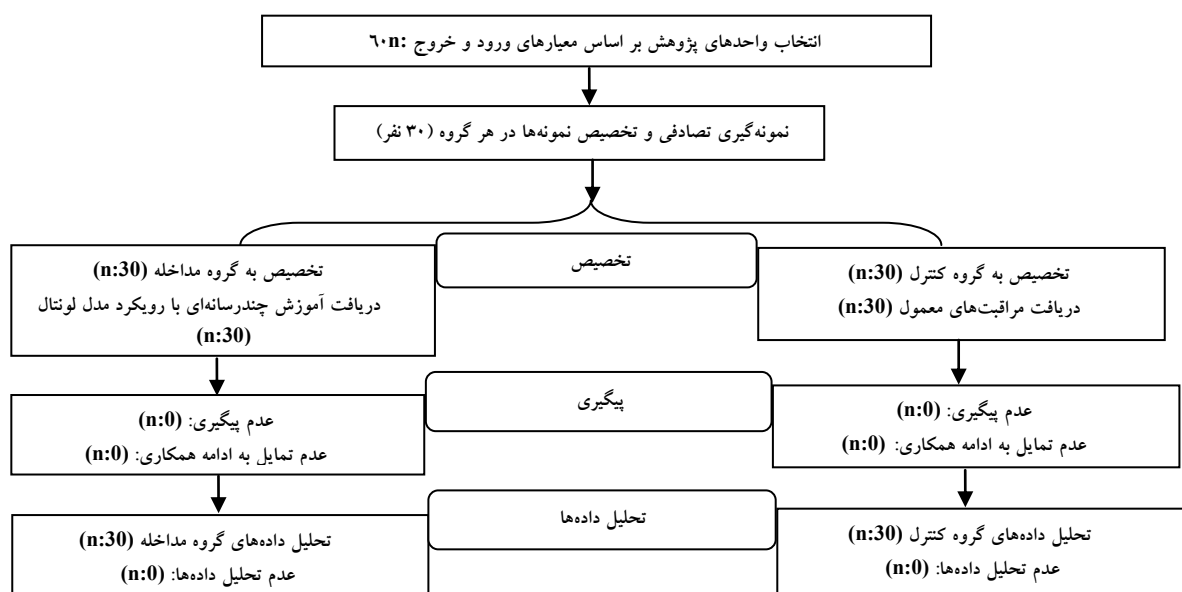 انتخاب واحدهای پژوهش بر اساس معیارهای ورود و خروج :n٦٠
نمونه‌گیری تصادفی و تخصیص نمونه‌ها در هر گروه (۳۰ نفر)
تخصیص
تخصیص به گروه کنترل (n:30)
دریافت مراقبت‌های معمول (n:30)
تخصیص به گروه مداخله (n:30)
دریافت آموزش چندرسانه‌ای با رویکرد مدل لونتال
(n:30)
پیگیری
عدم پیگیری: (n:0)
عدم تمایل به ادامه همکاری: (n:0)
عدم پیگیری: (n:0)
عدم تمایل به ادامه همکاری: (n:0)
تحلیل داده‌ها
تحلیل داده‌های گروه کنترل (n:30)
عدم تحلیل داده‌ها: (n:0)
تحلیل داده‌های گروه مداخله (n:30)
عدم تحلیل داده‌ها: (n:0)